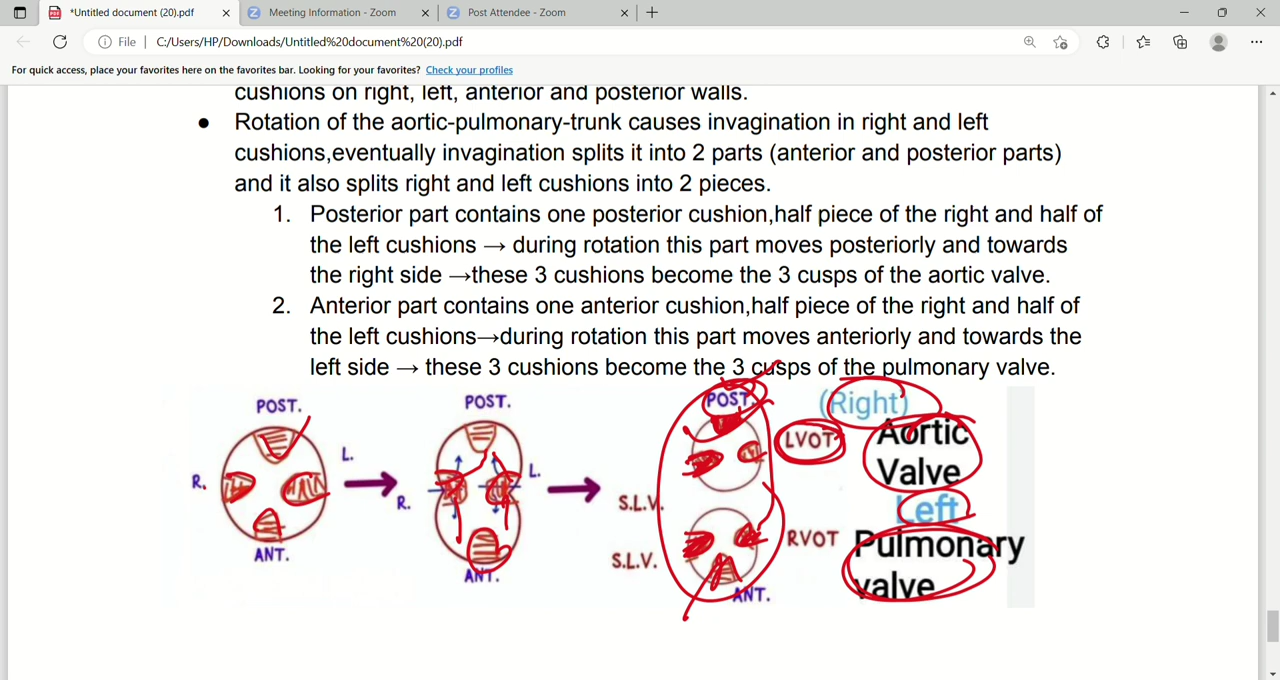 *Untitled document (20).pdf
Meeting Information - Zoom
Post Attendee - Zoom
File
C:/Users/HP/Downloads/Untitled%20document%20(20).pdf
For quick access, place your favorites here on the favorites bar. Looking for your favorites? Check your profiles
cushions on right, left, anterior and posterior walls.
● Rotation of the aortic-pulmonary-trunk causes invagination in right and left
cushions,eventually invagination splits it into 2 parts (anterior and posterior parts)
and it also splits right and left cushions into 2 pieces.
1. Posterior part contains one posterior cushion,half piece of the right and half of
the left cushions → during rotation this part moves posteriorly and towards
the right side →these 3 cushions become the 3 cusps of the aortic valve.
2. Anterior part contains one anterior cushion,half piece of the right and half of
the left cushions→during rotation this part moves anteriorly and towards the
left side → these 3 cushions become the 3 cusps of the pulmonary valve.
POST.
R.
L.
ANT.
POST.
R.
L.
ANT.
POST.
S.L.V.
S.L.V.
ANT.
LVOT
RVOT
(Right)
Aortic
Valve
Left
Pulmonary
valve